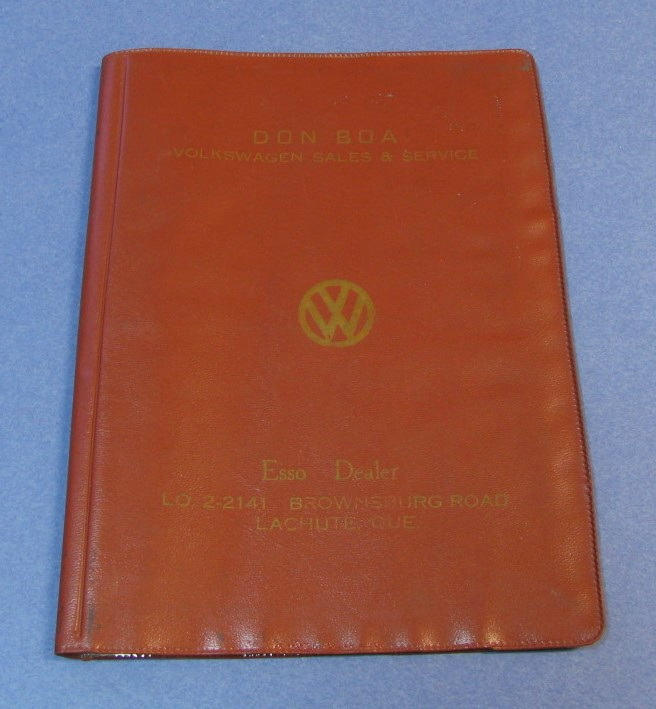 DON BOA
VOLKSWAGEN SALES & SERVICE
VW
Esso Dealer
LO. 2-2141 BROWNSBURG ROAD
LACHUTE, QUE.